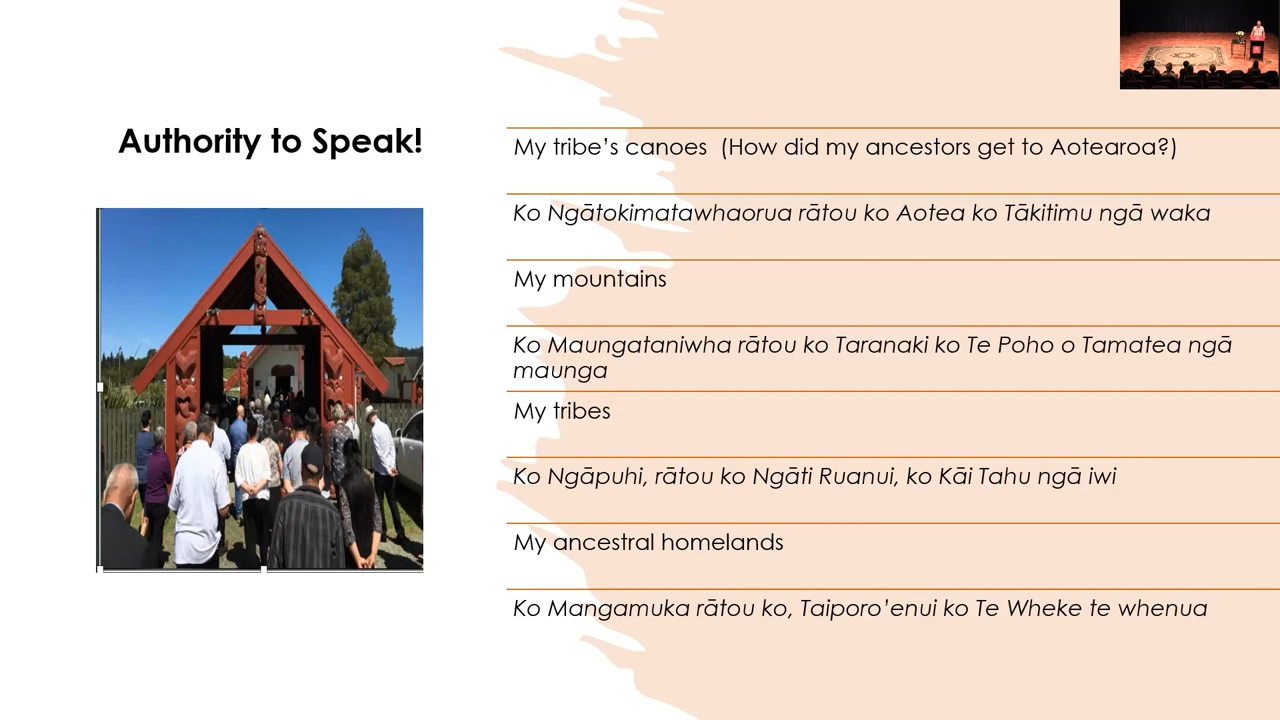 Authority to Speak!
My tribe’s canoes  (How did my ancestors get to Aotearoa?)
Ko Ngātokimatawhaorua rātou ko Aotea ko Tākitimu ngā waka
My mountains
Ko Maungataniwha rātou ko Taranaki ko Te Poho o Tamatea ngā
maunga
My tribes
Ko Ngāpuhi, rātou ko Ngāti Ruanui, ko Kāi Tahu ngā iwi
My ancestral homelands
Ko Mangamuka rātou ko, Taiporo’enui ko Te Wheke te whenua